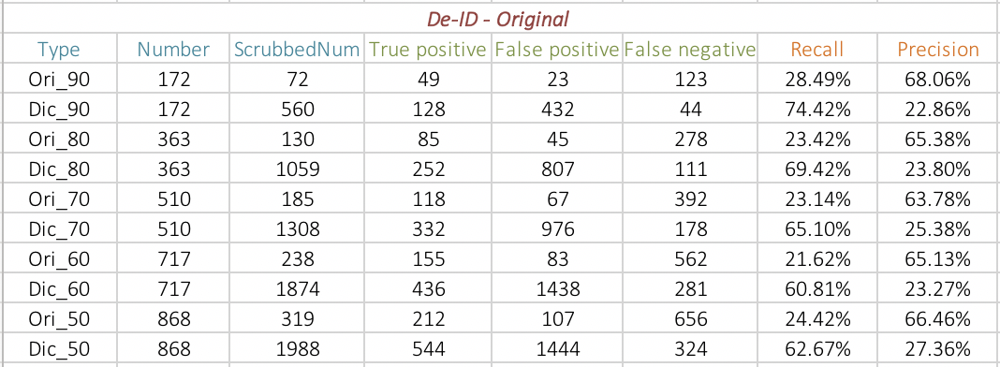 De-ID - Original
Type Number ScrubbedNum True positive False positive False negative Recall Precision
Ori_90 172 72 49 23 123 28.49% 68.06%
Dic_90 172 560 128 432 44 74.42% 22.86%
Ori_80 363 130 85 45 278 23.42% 65.38%
Dic_80 363 1059 252 807 111 69.42% 23.80%
Ori_70 510 185 118 67 392 23.14% 63.78%
Dic_70 510 1308 332 976 178 65.10% 25.38%
Ori_60 717 238 155 83 562 21.62% 65.13%
Dic_60 717 1874 436 1438 281 60.81% 23.27%
Ori_50 868 319 212 107 656 24.42% 66.46%
Dic_50 868 1988 544 1444 324 62.67% 27.36%